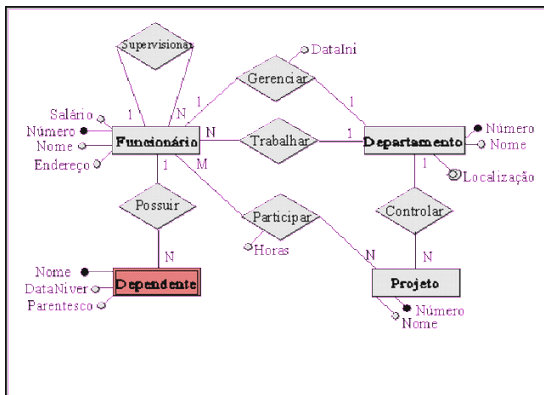 Supervisionar
DataIni
Gerenciar
1
N
1
1
Salário
Número
Nome
Endereço
Funcionário
N
Trabalhar
1
Departamento
Número
Nome
Localização
1
M
1
Possuir
Participar
Horas
Controlar
N
N
N
Nome
DataNiver
Parentesco
Dependente
Projeto
Número
Nome